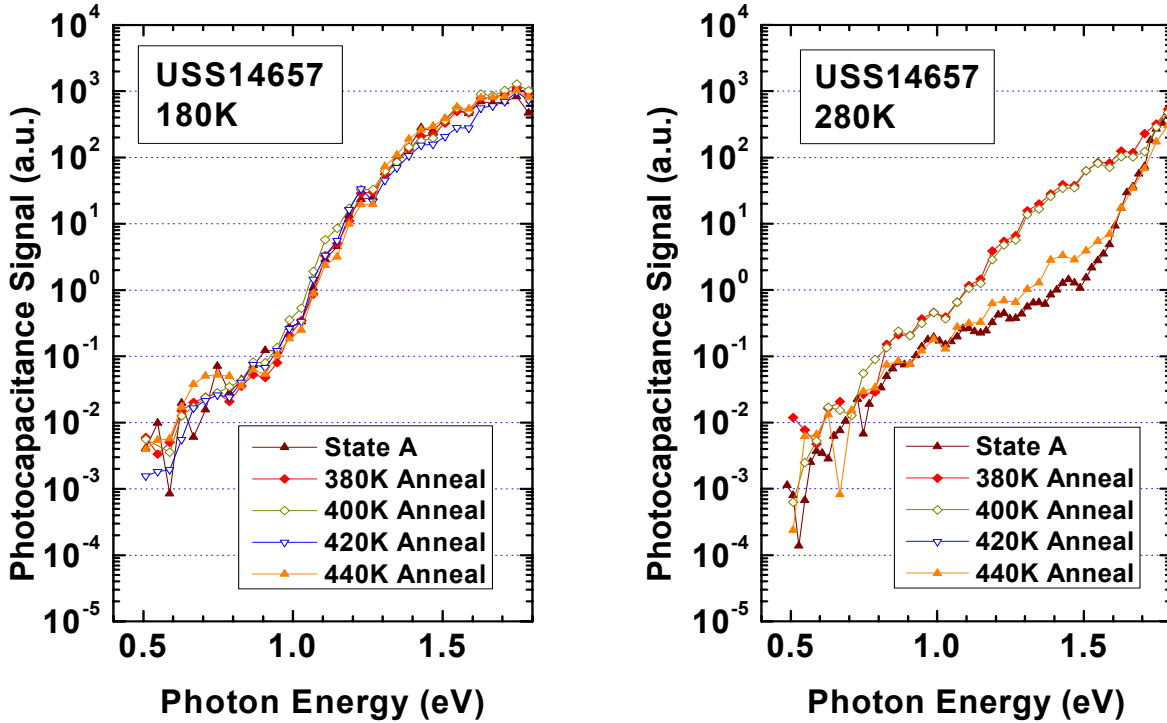 USS14657
180K
Photocapacitance Signal (a.u.)
10^4
10^3
10^2
10^1
10^0
10^-1
10^-2
10^-3
10^-4
10^-5
State A
380K Anneal
400K Anneal
420K Anneal
440K Anneal
0.5 1.0 1.5
Photon Energy (eV)
USS14657
280K
Photocapacitance Signal (a.u.)
10^4
10^3
10^2
10^1
10^0
10^-1
10^-2
10^-3
10^-4
10^-5
State A
380K Anneal
400K Anneal
420K Anneal
440K Anneal
0.5 1.0 1.5
Photon Energy (eV)